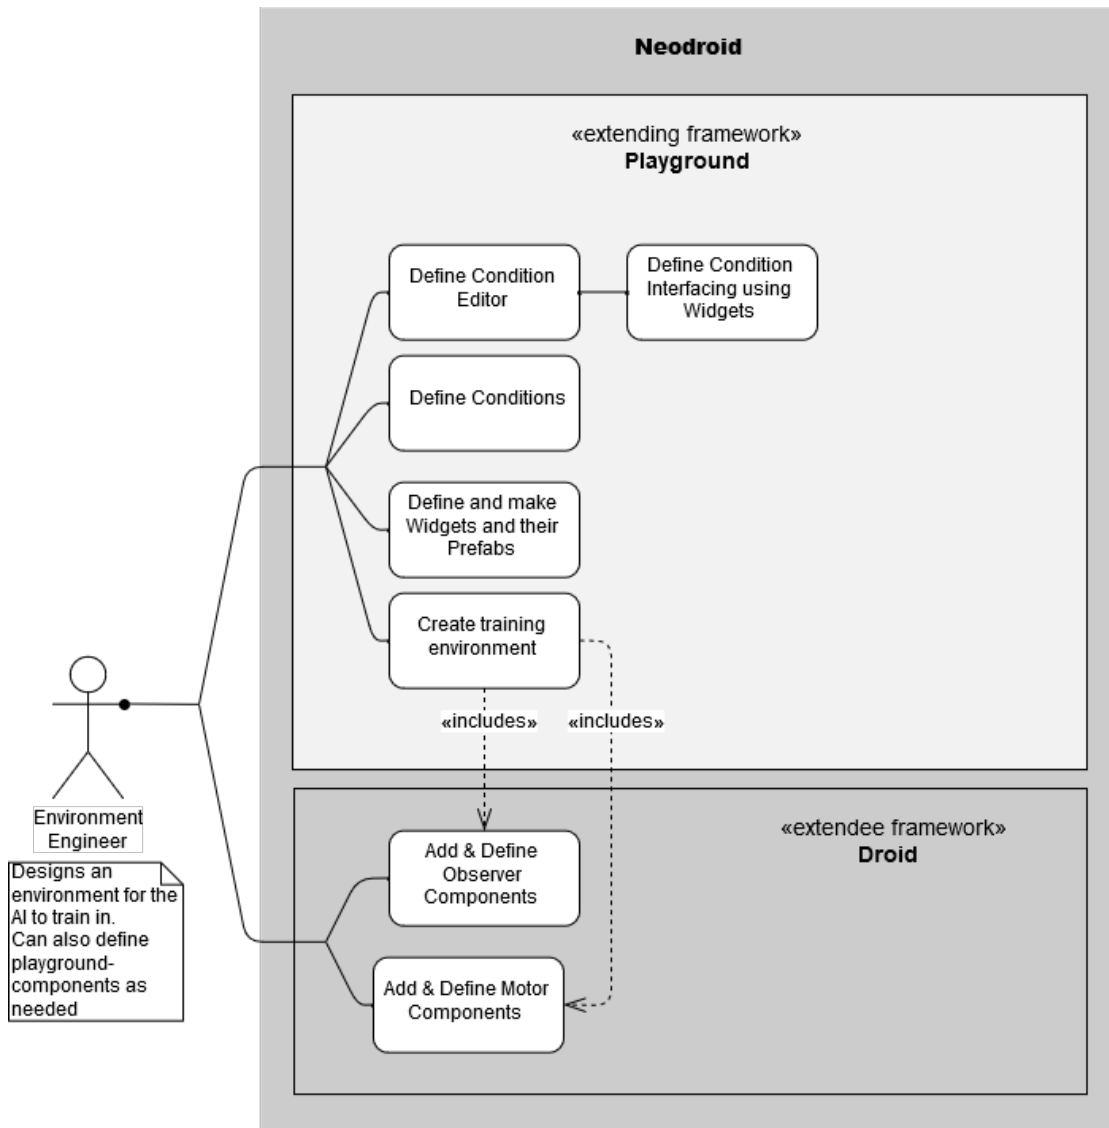 Neodroid
«extending framework»
Playground
Define Condition
Editor
Define Condition
Interfacing using
Widgets
Define Conditions
Define and make
Widgets and their
Prefabs
Create training
environment
«includes»
«includes»
Environment
Engineer
Designs an
environment for the
AI to train in.
Can also define
playground-
components as
needed
«extendee framework»
Droid
Add & Define
Observer
Components
Add & Define Motor
Components